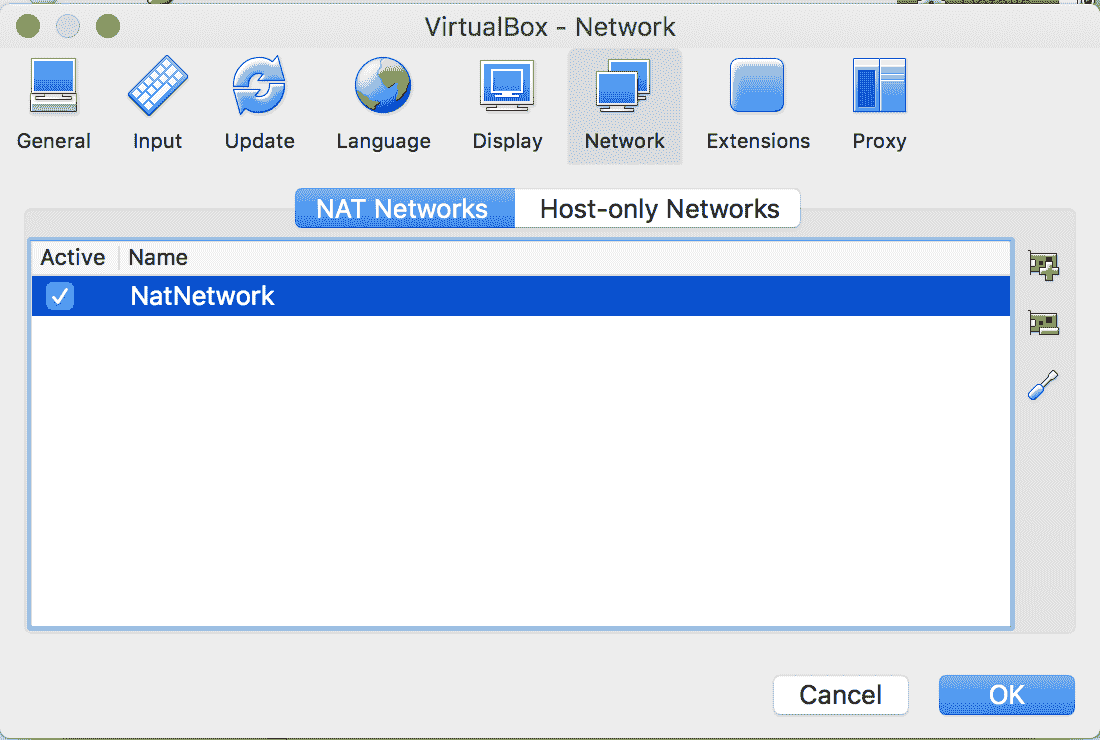 VirtualBox - Network
General Input Update Language Display Network Extensions Proxy
NAT Networks Host-only Networks
Active Name
NatNetwork
Cancel OK